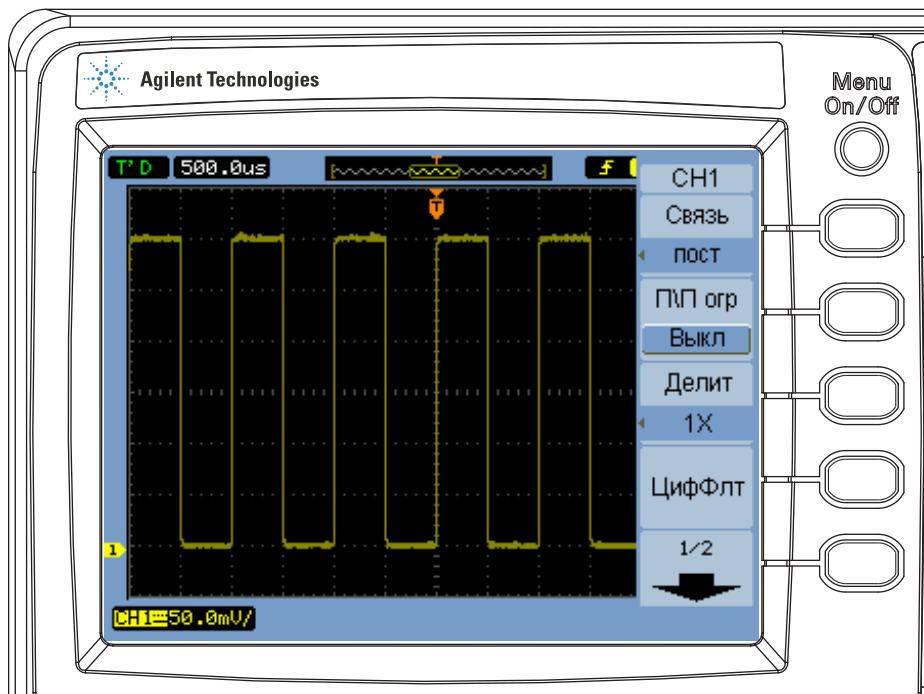 Agilent Technologies
Menu
On/Off
T'D 500.0us
T
CH1
Связь
пост
П\П огр
Выкл
Делит
1X
ЦифФлт
1/2
T
1
CH1 50.0mV/